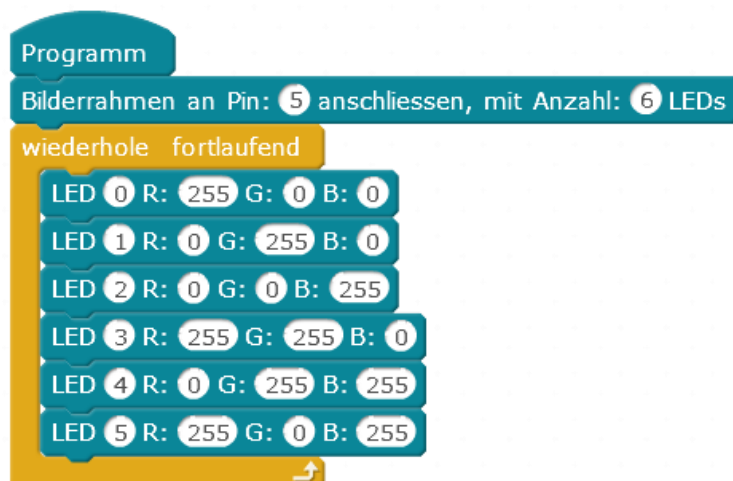 Programm
Bilderrahmen an Pin: 5 anschliessen, mit Anzahl: 6 LEDs
wiederhole fortlaufend
LED 0 R: 255 G: 0 B: 0
LED 1 R: 0 G: 255 B: 0
LED 2 R: 0 G: 0 B: 255
LED 3 R: 255 G: 255 B: 0
LED 4 R: 0 G: 255 B: 255
LED 5 R: 255 G: 0 B: 255